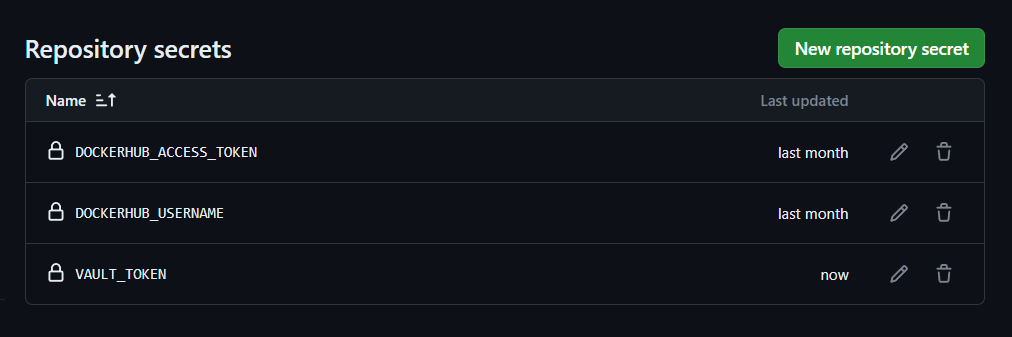 Repository secrets
New repository secret
Name
Last updated
DOCKERHUB_ACCESS_TOKEN
last month
DOCKERHUB_USERNAME
last month
VAULT_TOKEN
now